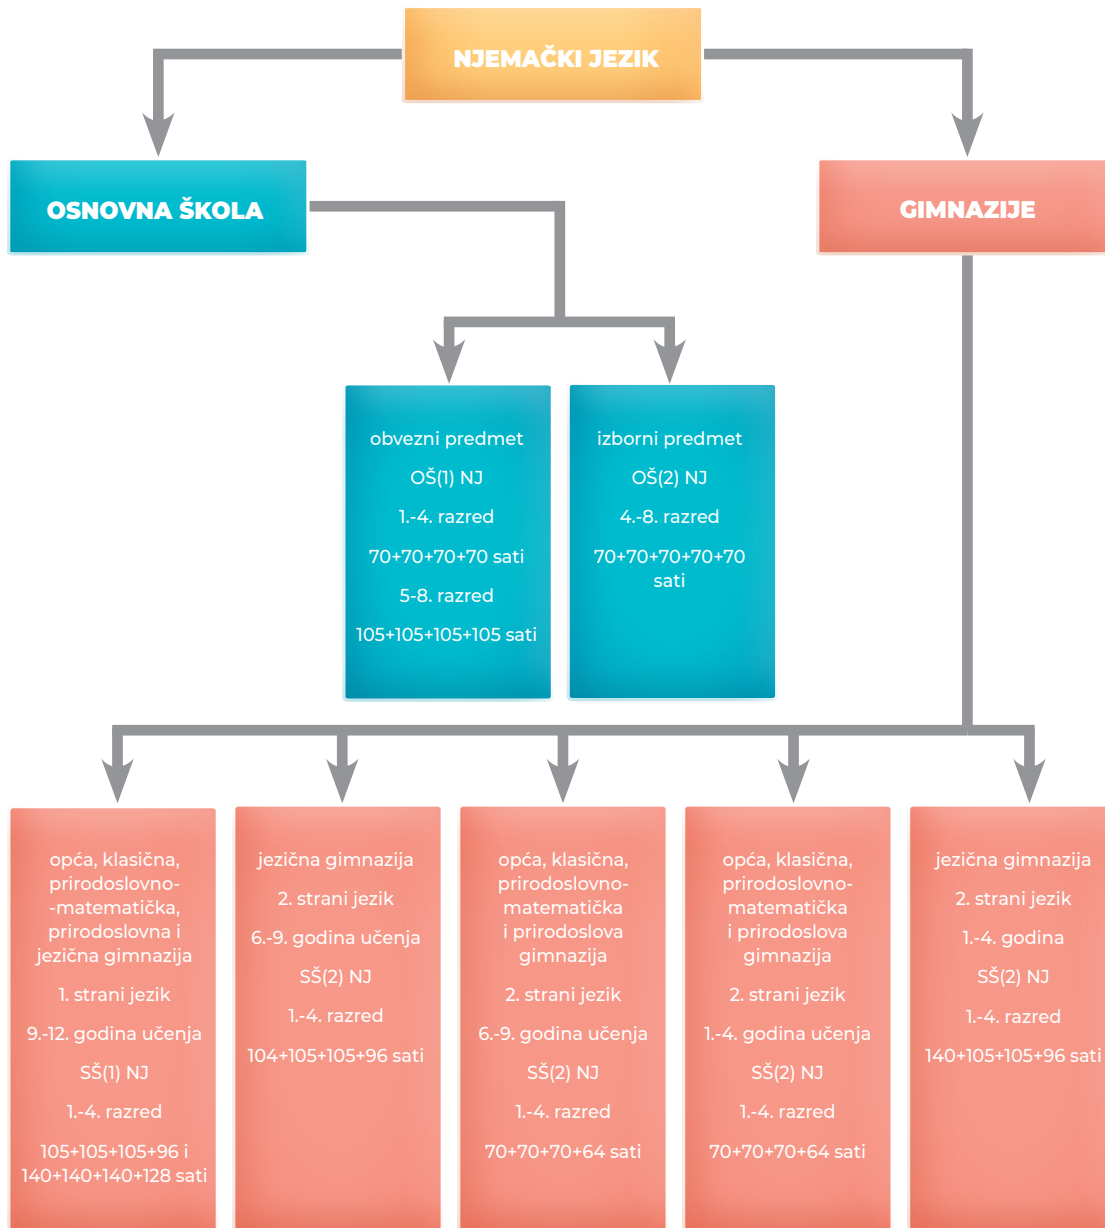 NJEMAČKI JEZIK
OSNOVNA ŠKOLA
GIMNAZIJE
obvezni predmet
OŠ(1) NJ
1.-4. razred
70+70+70+70 sati
5-8. razred
105+105+105+105 sati
izborni predmet
OŠ(2) NJ
4.-8. razred
70+70+70+70+70
sati
opća, klasična,
prirodoslovno-
-matematička,
prirodoslovna i
jezična gimnazija
1. strani jezik
9.-12. godina učenja
SŠ(1) NJ
1.-4. razred
105+105+105+96 i
140+140+140+128 sati
jezična gimnazija
2. strani jezik
6.-9. godina učenja
SŠ(2) NJ
1.-4. razred
104+105+105+96 sati
opća, klasična,
prirodoslovno-
matematička
i prirodoslova
gimnazija
2. strani jezik
6.-9. godina učenja
SŠ(2) NJ
1.-4. razred
70+70+70+64 sati
opća, klasična,
prirodoslovno-
matematička
i prirodoslova
gimnazija
2. strani jezik
1.-4. godina učenja
SŠ(2) NJ
1.-4. razred
70+70+70+64 sati
jezična gimnazija
2. strani jezik
1.-4. godina
SŠ(2) NJ
1.-4. razred
140+105+105+96 sati